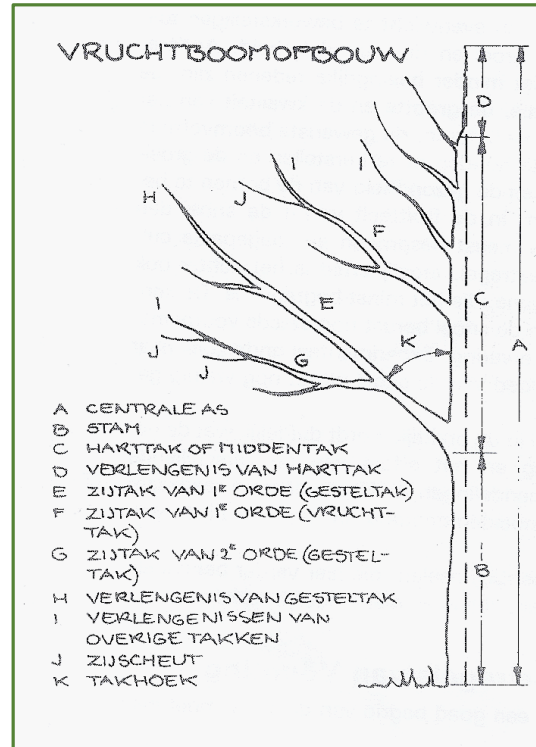 VRUCHTBOOMOPBOUW
D
I
I
J
H
F
C
E
K
A
I
G
J
J
B
A CENTRALE AS
B STAM
C HARTTAK OF MIDDENTAK
D VERLENGENIS VAN HARTTAK
E ZIJTAK VAN 1E ORDE (GESTELTAK)
F ZIJTAK VAN 1E ORDE (VRUCHT-
TAK)
G ZIJTAK VAN 2E ORDE (GESTEL-
TAK)
H VERLENGENIS VAN GESTELTAK
I VERLENGENISSEN VAN
OVERIGE TAKKEN
J ZIJSCHEUT
K TAKHOEK